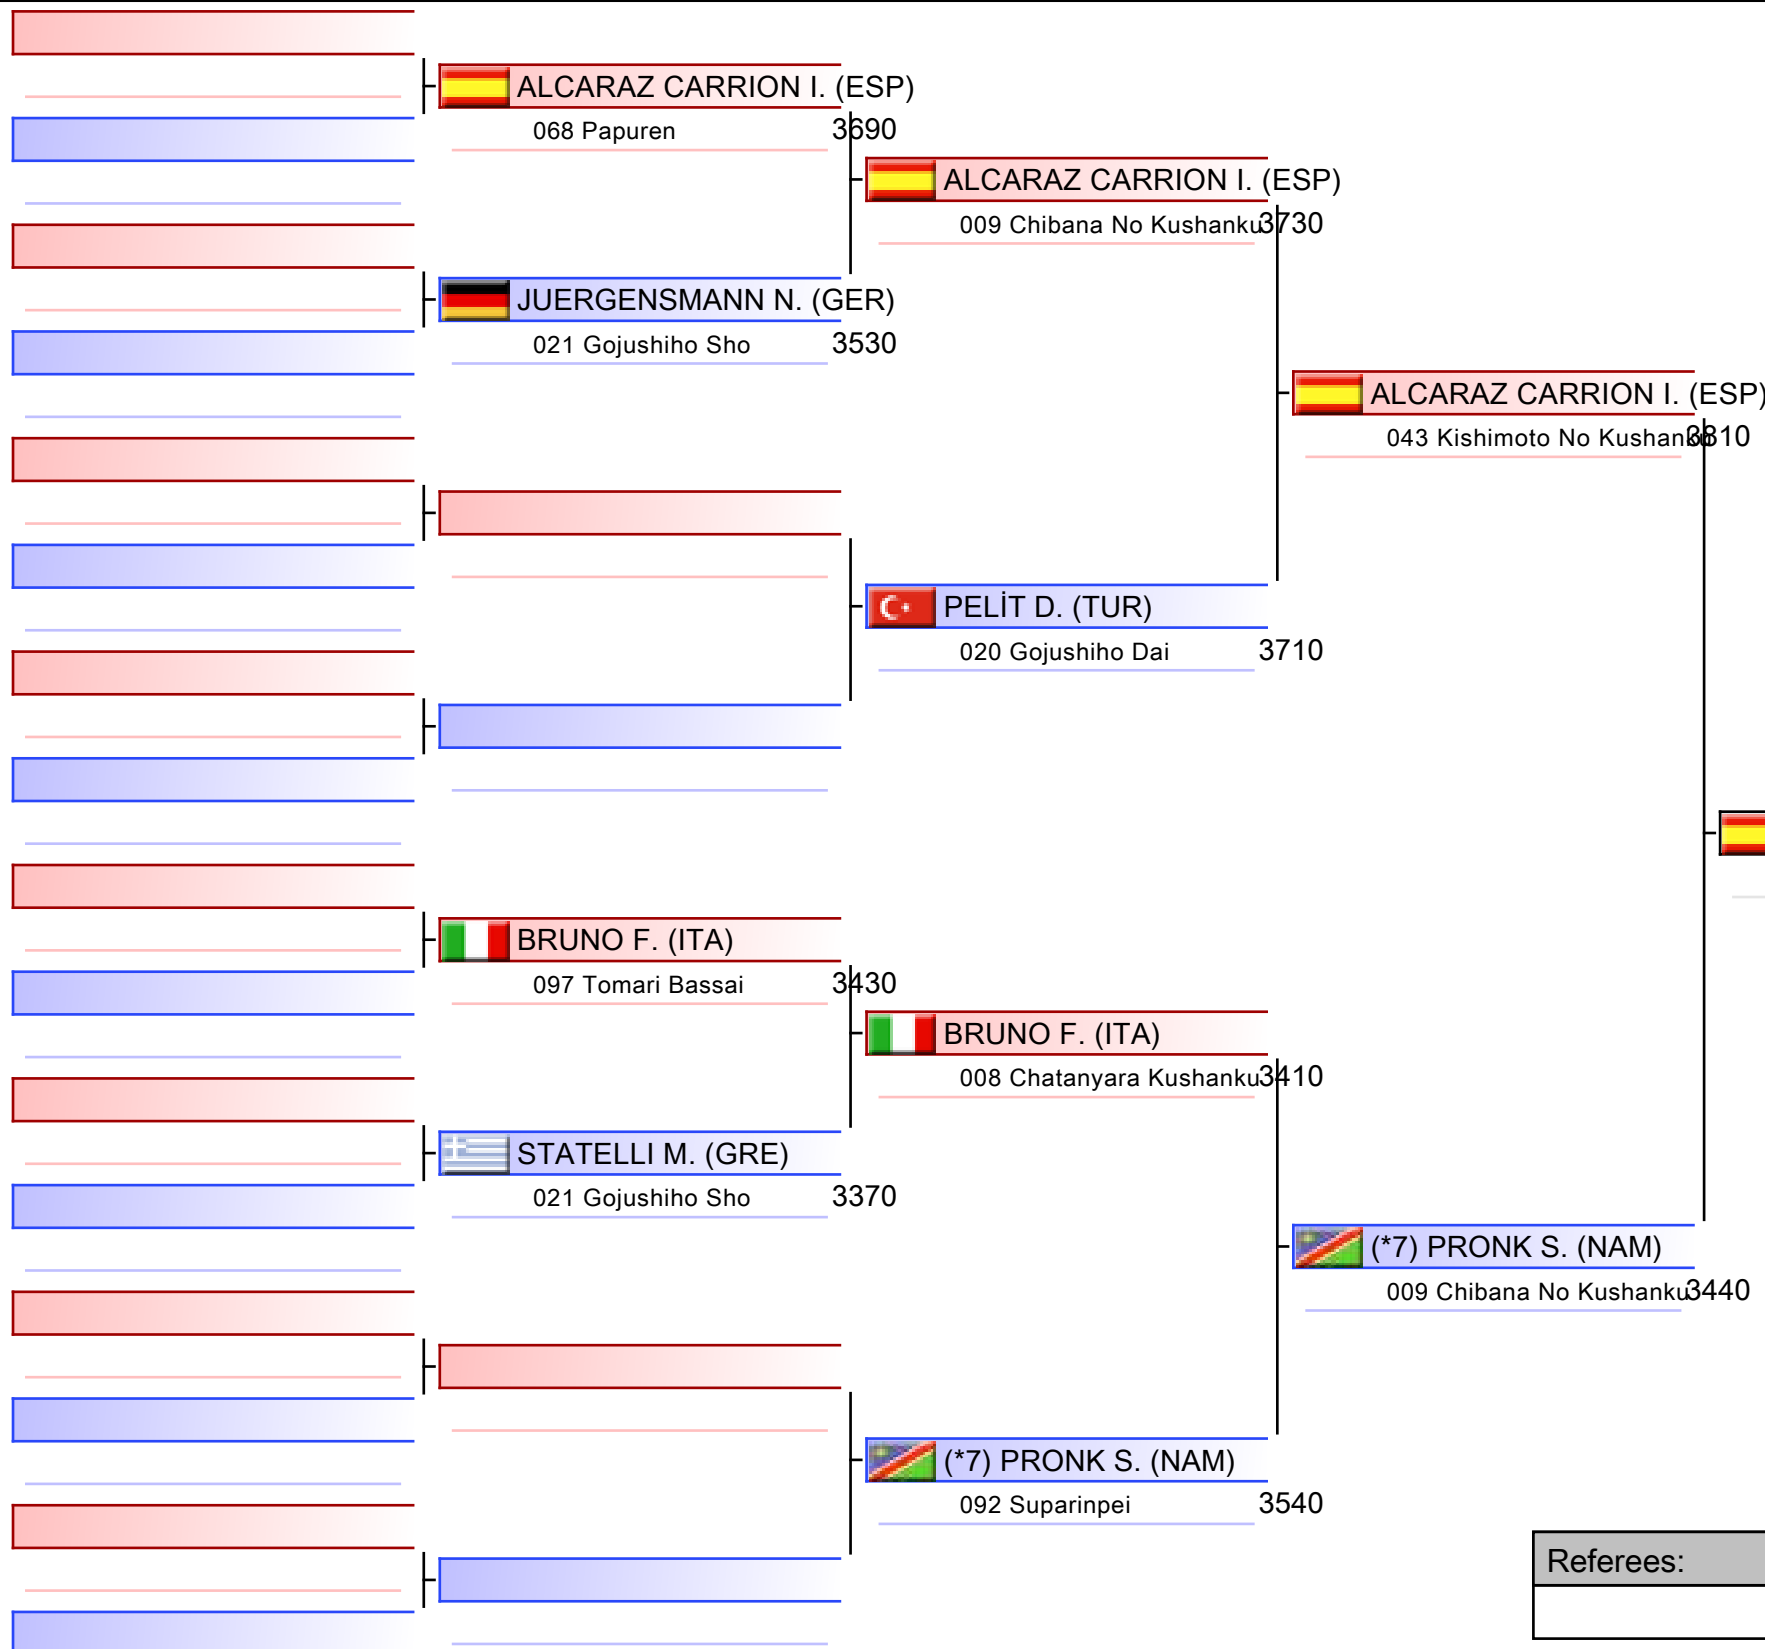 ALCARAZ CARRION I. (ESP)
068 Papuren 3690
ALCARAZ CARRION I. (ESP)
009 Chibana No Kushanku 3730
JUERGENSMANN N. (GER)
021 Gojushiho Sho 3530
ALCARAZ CARRION I. (ESP)
043 Kishimoto No Kushanku 3810
PELİT D. (TUR)
020 Gojushiho Dai 3710
BRUNO F. (ITA)
097 Tomari Bassai 3430
BRUNO F. (ITA)
008 Chatanyara Kushanku 3410
STATELLI M. (GRE)
021 Gojushiho Sho 3370
(*7) PRONK S. (NAM)
009 Chibana No Kushanku 3440
(*7) PRONK S. (NAM)
092 Suparinpei 3540
Referees: